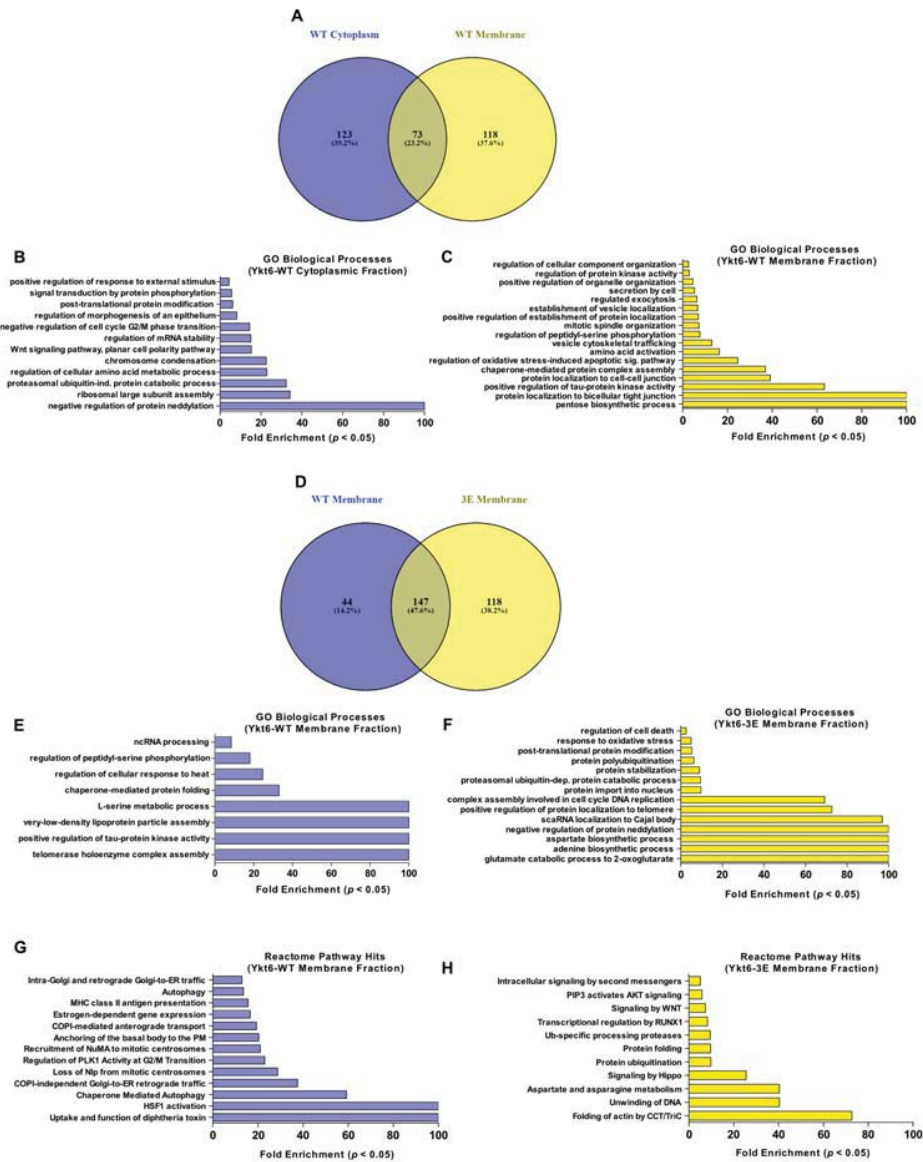 A
WT Cytoplasm
WT Membrane
123
(39.2%)
73
(23.2%)
118
(37.6%)
B
GO Biological Processes
(Ykt6-WT Cytoplasmic Fraction)
positive regulation of response to external stimulus
signal transduction by protein phosphorylation
post-translational protein modification
regulation of morphogenesis of an epithelium
negative regulation of cell cycle G2/M phase transition
regulation of mRNA stability
Wnt signaling pathway, planar cell polarity pathway
chromosome condensation
regulation of cellular amino acid metabolic process
proteasomal ubiquitin-ind. protein catabolic process
ribosomal large subunit assembly
negative regulation of protein neddylation
0 20 40 60 80 100
Fold Enrichment (p < 0.05)
C
GO Biological Processes
(Ykt6-WT Membrane Fraction)
regulation of cellular component organization
regulation of protein kinase activity
positive regulation of organelle organization
secretion by cell
regulated exocytosis
establishment of vesicle localization
positive regulation of establishment of protein localization
mitotic spindle organization
regulation of peptidyl-serine phosphorylation
vesicle cytoskeletal trafficking
amino acid activation
regulation of oxidative stress-induced apoptotic sig. pathway
chaperone-mediated protein complex assembly
protein localization to cell-cell junction
positive regulation of tau-protein kinase activity
protein localization to bicellular tight junction
pentose biosynthetic process
0 20 40 60 80 100
Fold Enrichment (p < 0.05)
D
WT Membrane
3E Membrane
44
(14.2%)
147
(47.6%)
118
(38.2%)
E
GO Biological Processes
(Ykt6-WT Membrane Fraction)
ncRNA processing
regulation of peptidyl-serine phosphorylation
regulation of cellular response to heat
chaperone-mediated protein folding
L-serine metabolic process
very-low-density lipoprotein particle assembly
positive regulation of tau-protein kinase activity
telomerase holoenzyme complex assembly
0 20 40 60 80 100
Fold Enrichment (p < 0.05)
F
GO Biological Processes
(Ykt6-3E Membrane Fraction)
regulation of cell death
response to oxidative stress
post-translational protein modification
protein polyubiquitination
protein stabilization
proteasomal ubiquitin-dep. protein catabolic process
protein import into nucleus
complex assembly involved in cell cycle DNA replication
positive regulation of protein localization to telomere
scaRNA localization to Cajal body
negative regulation of protein neddylation
aspartate biosynthetic process
adenine biosynthetic process
glutamate catabolic process to 2-oxoglutarate
0 20 40 60 80 100
Fold Enrichment (p < 0.05)
G
Reactome Pathway Hits
(Ykt6-WT Membrane Fraction)
Intra-Golgi and retrograde Golgi-to-ER traffic
Autophagy
MHC class II antigen presentation
Estrogen-dependent gene expression
COPI-mediated anterograde transport
Anchoring of the basal body to the PM
Recruitment of NuMA to mitotic centrosomes
Regulation of PLK1 Activity at G2/M Transition
Loss of Nlp from mitotic centrosomes
COPI-independent Golgi-to-ER retrograde traffic
Chaperone Mediated Autophagy
HSF1 activation
Uptake and function of diphtheria toxin
0 20 40 60 80 100
Fold Enrichment (p < 0.05)
H
Reactome Pathway Hits
(Ykt6-3E Membrane Fraction)
Intracellular signaling by second messengers
PIP3 activates AKT signaling
Signaling by WNT
Transcriptional regulation by RUNX1
Ub-specific processing proteases
Protein folding
Protein ubiquitination
Signaling by Hippo
Aspartate and asparagine metabolism
Unwinding of DNA
Folding of actin by CCT/TriC
0 20 40 60 80 100
Fold Enrichment (p < 0.05)